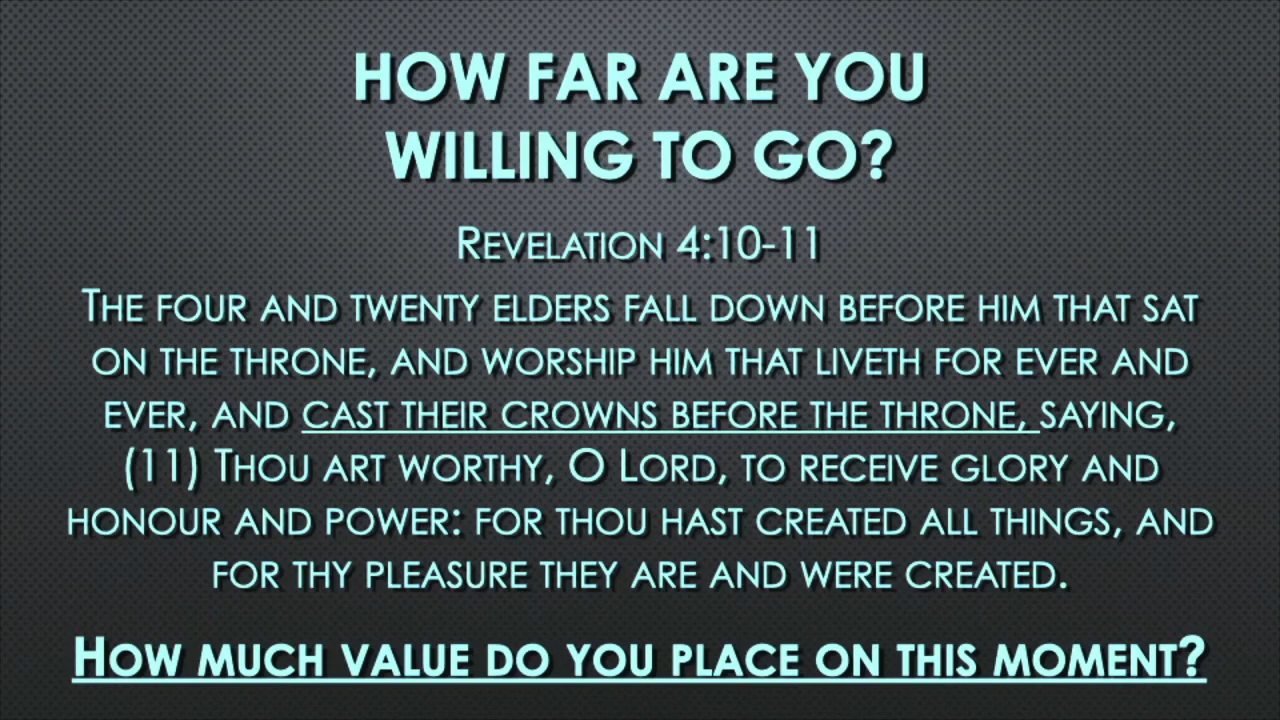 HOW FAR ARE YOU
WILLING TO GO?
REVELATION 4:10-11
THE FOUR AND TWENTY ELDERS FALL DOWN BEFORE HIM THAT SAT
ON THE THRONE, AND WORSHIP HIM THAT LIVETH FOR EVER AND
EVER, AND CAST THEIR CROWNS BEFORE THE THRONE, SAYING,
(11) THOU ART WORTHY, O LORD, TO RECEIVE GLORY AND
HONOUR AND POWER: FOR THOU HAST CREATED ALL THINGS, AND
FOR THY PLEASURE THEY ARE AND WERE CREATED.
HOW MUCH VALUE DO YOU PLACE ON THIS MOMENT?